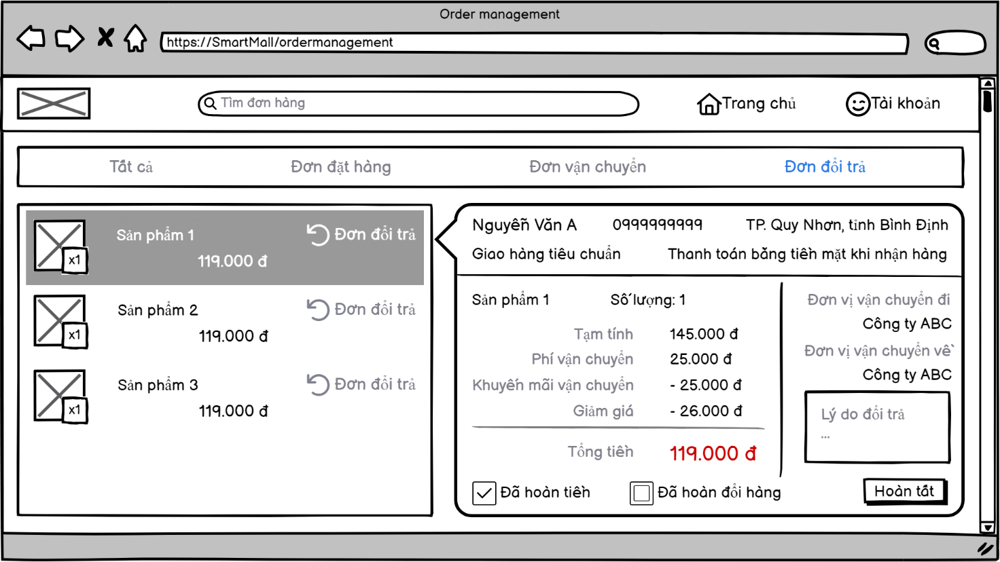 Order management
https://SmartMall/ordermanagement
Tìm đơn hàng
Trang chủ
Tài khoản
Tất cả
Đơn đặt hàng
Đơn vận chuyển
Đơn đổi trả
Sản phẩm 1
Đơn đổi trả
x1
119.000 đ
Sản phẩm 2
Đơn đổi trả
x1
119.000 đ
Sản phẩm 3
Đơn đổi trả
x1
119.000 đ
Nguyễn Văn A 0999999999 TP. Quy Nhơn, tỉnh Bình Định
Giao hàng tiêu chuẩn Thanh toán bằng tiền mặt khi nhận hàng
Sản phẩm 1 Số lượng: 1
Tạm tính 145.000 đ
Phí vận chuyển 25.000 đ
Khuyến mãi vận chuyển - 25.000 đ
Giảm giá - 26.000 đ
Tổng tiền 119.000 đ
Đơn vị vận chuyển đi
Công ty ABC
Đơn vị vận chuyển về
Công ty ABC
Lý do đổi trả
...
Đã hoàn tiền
Đã hoàn đổi hàng
Hoàn tất